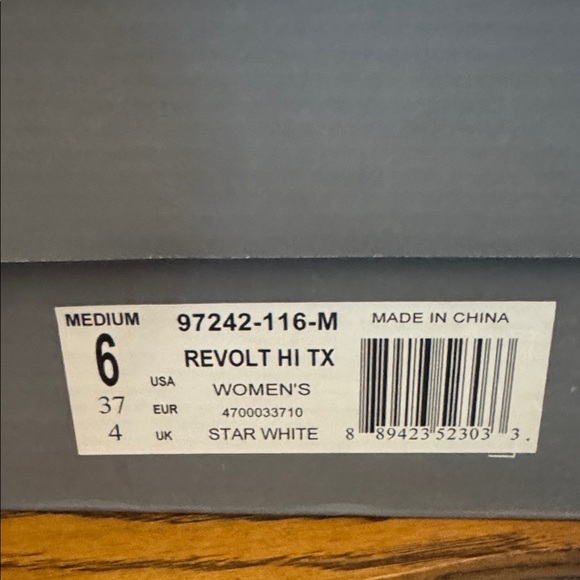 MEDIUM 97242-116-M MADE IN CHINA
6 USA REVOLT HI TX
37 EUR WOMEN'S
4700033710
4 UK STAR WHITE 8 89423 52303 3.